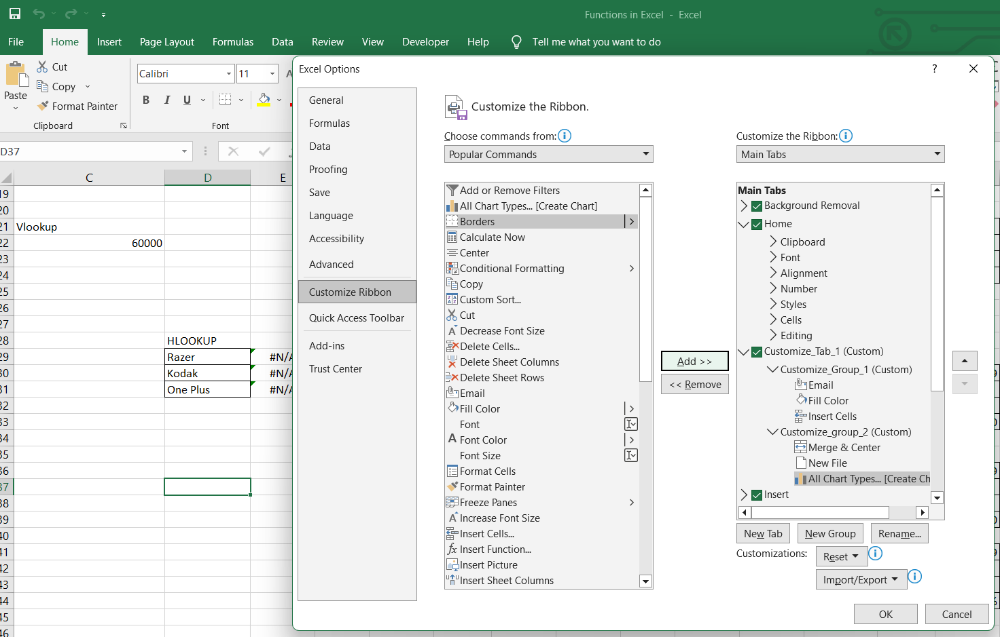 Functions in Excel - Excel
File Home Insert Page Layout Formulas Data Review View Developer Help Tell me what you want to do
Paste
Cut
Copy
Format Painter
Clipboard
Calibri 11
B I U
Font
D37
C D E
19
20
21 Vlookup
22 60000
23
24
25
26
27
28 HLOOKUP
29 Razer #N/A
30 Kodak #N/A
31 One Plus #N/A
32
33
34
35
36
37
38
39
40
41
42
43
44
45
46
Excel Options
?
General
Formulas
Data
Proofing
Save
Language
Accessibility
Advanced
Customize Ribbon
Quick Access Toolbar
Add-ins
Trust Center
Customize the Ribbon.
Choose commands from:
Popular Commands
Add or Remove Filters
All Chart Types... [Create Chart]
Borders
Calculate Now
Center
Conditional Formatting
Copy
Custom Sort...
Cut
Decrease Font Size
Delete Cells...
Delete Sheet Columns
Delete Sheet Rows
Email
Fill Color
Font
Font Color
Font Size
Format Cells
Format Painter
Freeze Panes
Increase Font Size
Insert Cells...
Insert Function...
Insert Picture
Insert Sheet Columns
Add >>
<< Remove
Customize the Ribbon:
Main Tabs
Main Tabs
Background Removal
Home
Clipboard
Font
Alignment
Number
Styles
Cells
Editing
Customize_Tab_1 (Custom)
Customize_Group_1 (Custom)
Email
Fill Color
Insert Cells
Customize_group_2 (Custom)
Merge & Center
New File
All Chart Types... [Create Ch
Insert
New Tab New Group Rename...
Customizations: Reset
Import/Export
OK Cancel